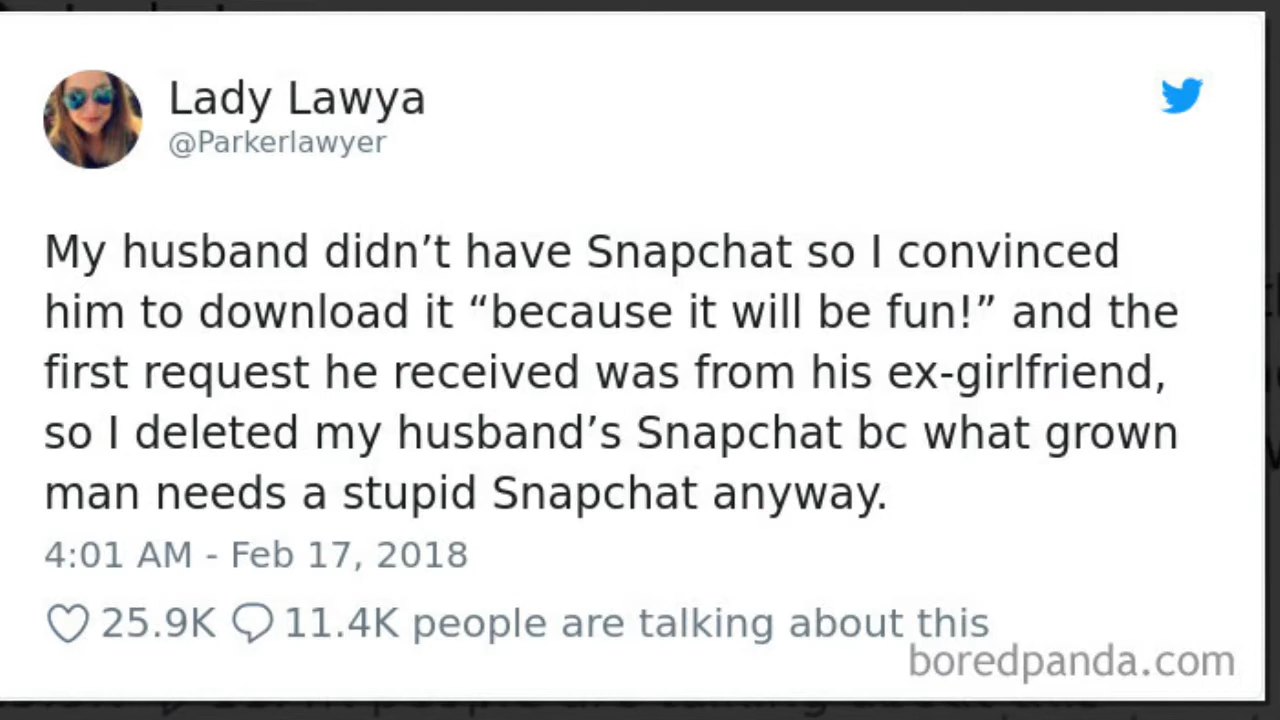 Lady Lawya
@Parkerlawyer
My husband didn’t have Snapchat so I convinced
him to download it “because it will be fun!” and the
first request he received was from his ex-girlfriend,
so I deleted my husband’s Snapchat bc what grown
man needs a stupid Snapchat anyway.
4:01 AM - Feb 17, 2018
25.9K 11.4K people are talking about this
boredpanda.com